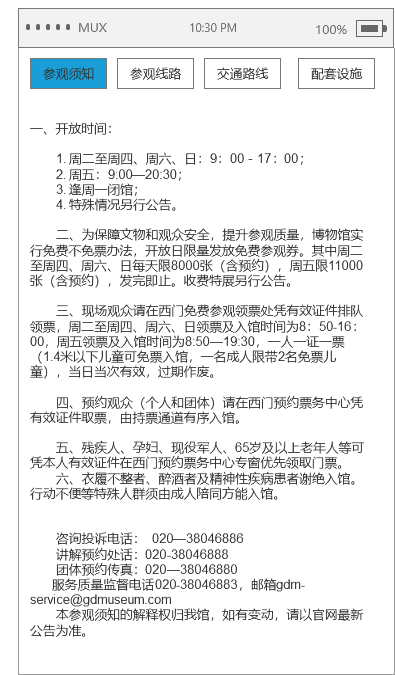 MUX 10:30 PM 100%
参观须知 参观线路 交通路线 配套设施
一、开放时间：
1. 周二至周四、周六、日：9：00 - 17：00；
2. 周五：9:00—20:30；
3. 逢周一闭馆；
4. 特殊情况另行公告。
二、为保障文物和观众安全，提升参观质量，博物馆实
行免费不免票办法，开放日限量发放免费参观券。其中周二
至周四、周六、日每天限8000张（含预约），周五限11000
张（含预约），发完即止。收费特展另行公告。
三、现场观众请在西门免费参观领票处凭有效证件排队
领票，周二至周四、周六、日领票及入馆时间为8：50-16：
00，周五领票及入馆时间为8:50—19:30，一人一证一票
（1.4米以下儿童可免票入馆，一名成人限带2名免票儿
童），当日当次有效，过期作废。
四、预约观众（个人和团体）请在西门预约票务中心凭
有效证件取票，由持票通道有序入馆。
五、残疾人、孕妇、现役军人、65岁及以上老年人等可
凭本人有效证件在西门预约票务中心专窗优先领取门票。
六、衣履不整者、醉酒者及精神性疾病患者谢绝入馆。
行动不便等特殊人群须由成人陪同方能入馆。
咨询投诉电话： 020—38046886
讲解预约处话：020-38046888
团体预约传真：020—38046880
服务质量监督电话020-38046883，邮箱gdm-
service@gdmuseum.com
本参观须知的解释权归我馆，如有变动，请以官网最新
公告为准。